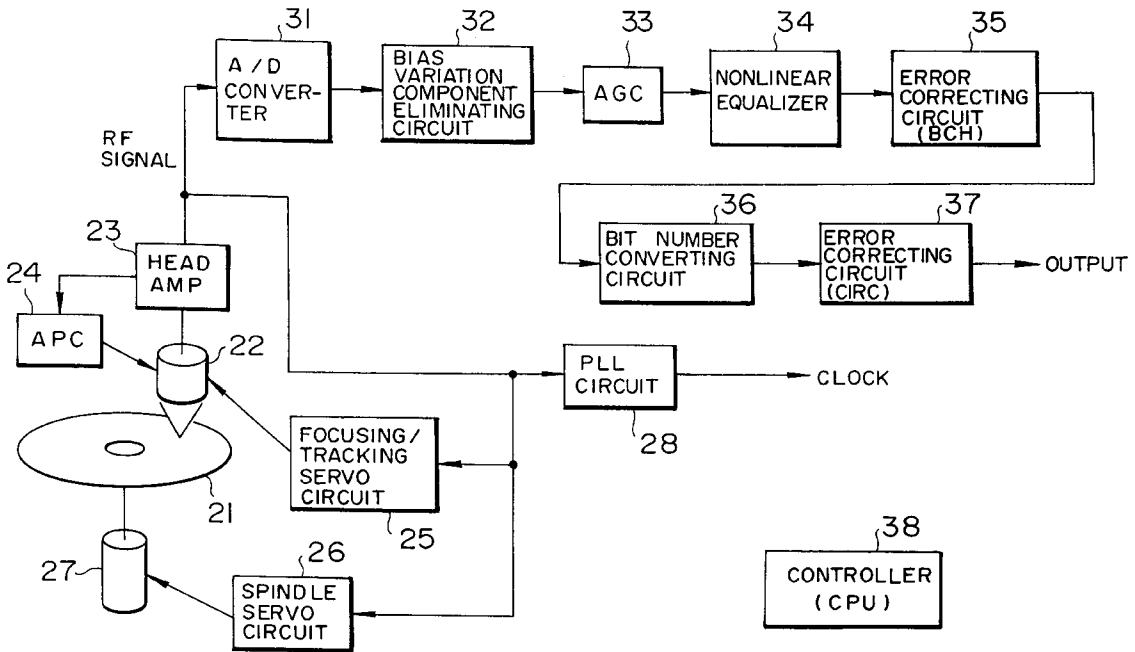 31
A/D
CONVER-
TER
32
BIAS
VARIATION
COMPONENT
ELIMINATING
CIRCUIT
33
AGC
34
NONLINEAR
EQUALIZER
35
ERROR
CORRECTING
CIRCUIT
(BCH)
RF
SIGNAL
36
BIT NUMBER
CONVERTING
CIRCUIT
37
ERROR
CORRECTING
CIRCUIT
(CIRC)
OUTPUT
23
HEAD
AMP
24
APC
22
PLL
CIRCUIT
28
CLOCK
21
FOCUSING/
TRACKING
SERVO
CIRCUIT
25
27
26
SPINDLE
SERVO
CIRCUIT
38
CONTROLLER
(CPU)